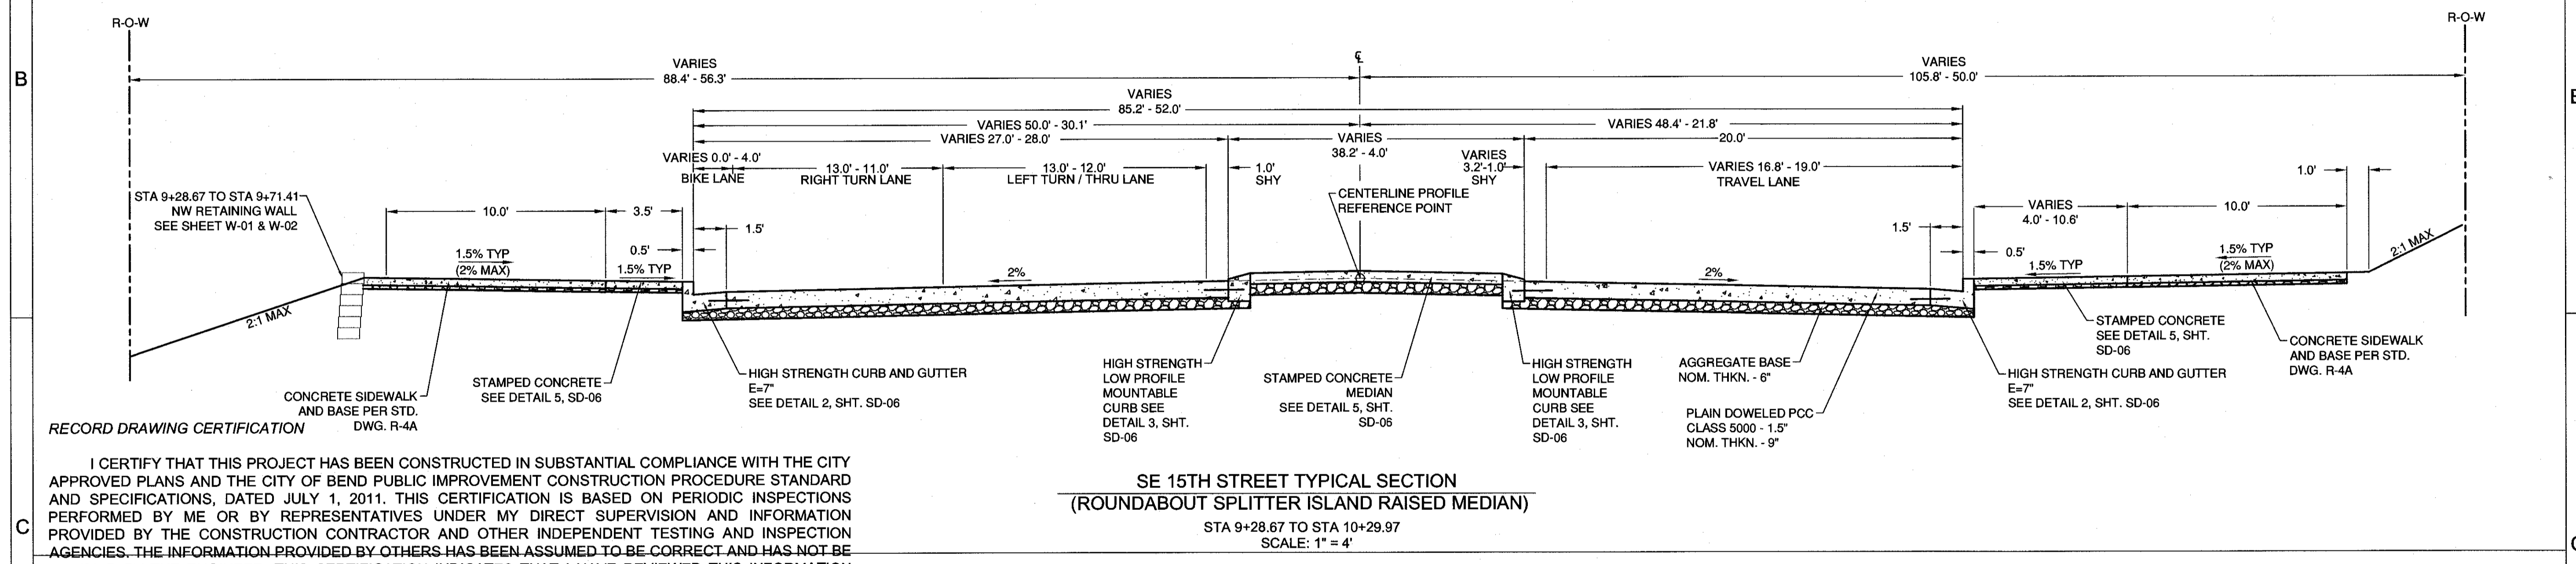 R-O-W
R-O-W
B
VARIES
88.4' - 56.3'
℄
VARIES
105.8' - 50.0'
VARIES
85.2' - 52.0'
VARIES 50.0' - 30.1'
VARIES 48.4' - 21.8'
VARIES 27.0' - 28.0'
VARIES
38.2' - 4.0'
20.0'
VARIES 0.0' - 4.0'
BIKE LANE
13.0' - 11.0'
RIGHT TURN LANE
13.0' - 12.0'
LEFT TURN / THRU LANE
1.0'
SHY
VARIES
3.2'-1.0'
SHY
VARIES 16.8' - 19.0'
TRAVEL LANE
1.0'
STA 9+28.67 TO STA 9+71.41
NW RETAINING WALL
SEE SHEET W-01 & W-02
10.0'
3.5'
CENTERLINE PROFILE
REFERENCE POINT
VARIES
4.0' - 10.6'
10.0'
1.5'
1.5'
0.5'
0.5'
1.5% TYP
(2% MAX)
1.5% TYP
2%
2%
1.5% TYP
1.5% TYP
(2% MAX)
2:1 MAX
2:1 MAX
CONCRETE SIDEWALK
AND BASE PER STD.
DWG. R-4A
STAMPED CONCRETE
SEE DETAIL 5, SD-06
HIGH STRENGTH CURB AND GUTTER
E=7"
SEE DETAIL 2, SHT. SD-06
HIGH STRENGTH
LOW PROFILE
MOUNTABLE
CURB SEE
DETAIL 3, SHT.
SD-06
STAMPED CONCRETE
MEDIAN
SEE DETAIL 5, SHT.
SD-06
HIGH STRENGTH
LOW PROFILE
MOUNTABLE
CURB SEE
DETAIL 3, SHT.
SD-06
AGGREGATE BASE
NOM. THKN. - 6"
PLAIN DOWELED PCC
CLASS 5000 - 1.5"
NOM. THKN. - 9"
STAMPED CONCRETE
SEE DETAIL 5, SHT.
SD-06
HIGH STRENGTH CURB AND GUTTER
E=7"
SEE DETAIL 2, SHT. SD-06
CONCRETE SIDEWALK
AND BASE PER STD.
DWG. R-4A
RECORD DRAWING CERTIFICATION
I CERTIFY THAT THIS PROJECT HAS BEEN CONSTRUCTED IN SUBSTANTIAL COMPLIANCE WITH THE CITY
APPROVED PLANS AND THE CITY OF BEND PUBLIC IMPROVEMENT CONSTRUCTION PROCEDURE STANDARD
AND SPECIFICATIONS, DATED JULY 1, 2011. THIS CERTIFICATION IS BASED ON PERIODIC INSPECTIONS
PERFORMED BY ME OR BY REPRESENTATIVES UNDER MY DIRECT SUPERVISION AND INFORMATION
PROVIDED BY THE CONSTRUCTION CONTRACTOR AND OTHER INDEPENDENT TESTING AND INSPECTION
AGENCIES. THE INFORMATION PROVIDED BY OTHERS HAS BEEN ASSUMED TO BE CORRECT AND HAS NOT BE
C
SE 15TH STREET TYPICAL SECTION
(ROUNDABOUT SPLITTER ISLAND RAISED MEDIAN)
STA 9+28.67 TO STA 10+29.97
SCALE: 1" = 4'